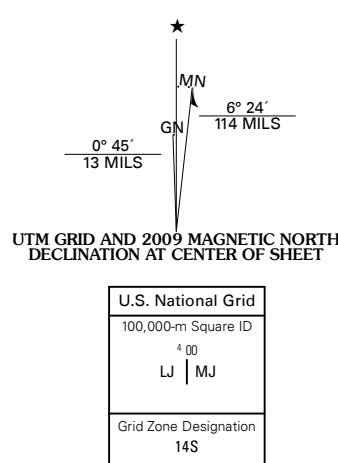 ★
MN
GN
6° 24´
114 MILS
0° 45´
13 MILS
UTM GRID AND 2009 MAGNETIC NORTH
DECLINATION AT CENTER OF SHEET
U.S. National Grid
100,000-m Square ID
4 00
LJ MJ
Grid Zone Designation
14S